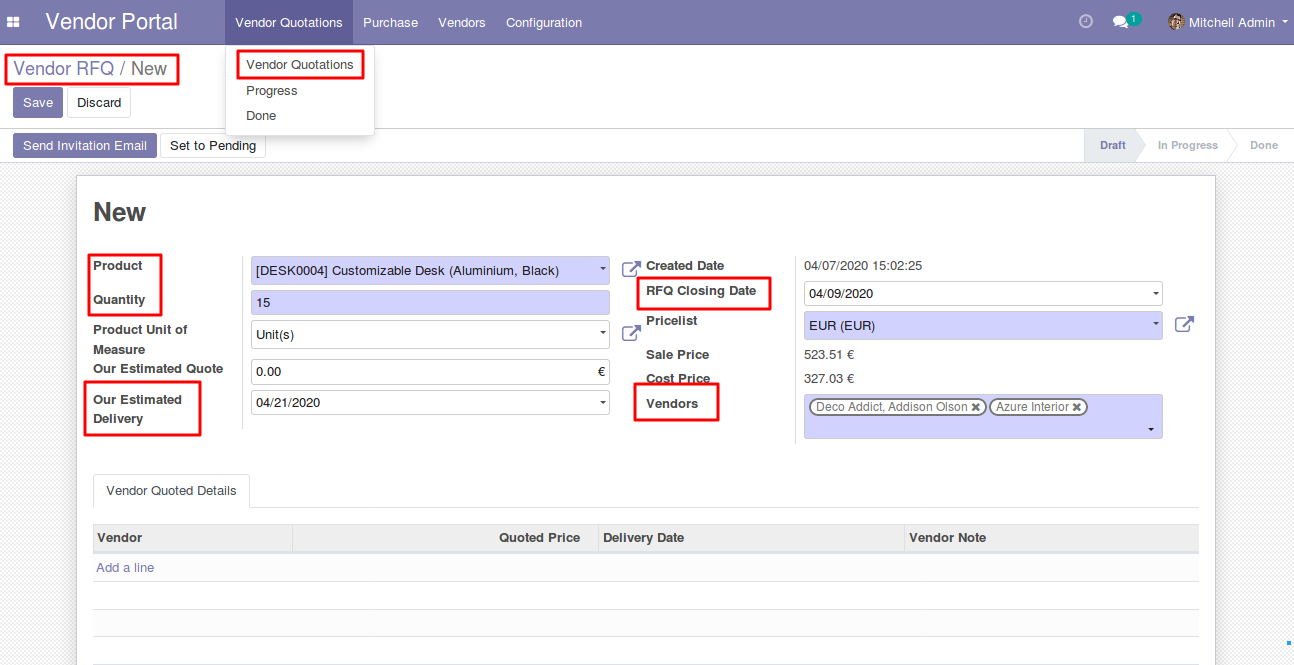 Vendor Portal
Vendor Quotations
Purchase
Vendors
Configuration
1
Mitchell Admin
Vendor RFQ / New
Vendor Quotations
Progress
Done
Save
Discard
Send Invitation Email
Set to Pending
Draft
In Progress
Done
New
Product
[DESK0004] Customizable Desk (Aluminium, Black)
Quantity
15
Product Unit of
Measure
Unit(s)
Our Estimated Quote
0.00
€
Our Estimated
Delivery
04/21/2020
Created Date
04/07/2020 15:02:25
RFQ Closing Date
04/09/2020
Pricelist
EUR (EUR)
Sale Price
523.51 €
Cost Price
327.03 €
Vendors
Deco Addict, Addison Olson
Azure Interior
Vendor Quoted Details
Vendor
Quoted Price
Delivery Date
Vendor Note
Add a line